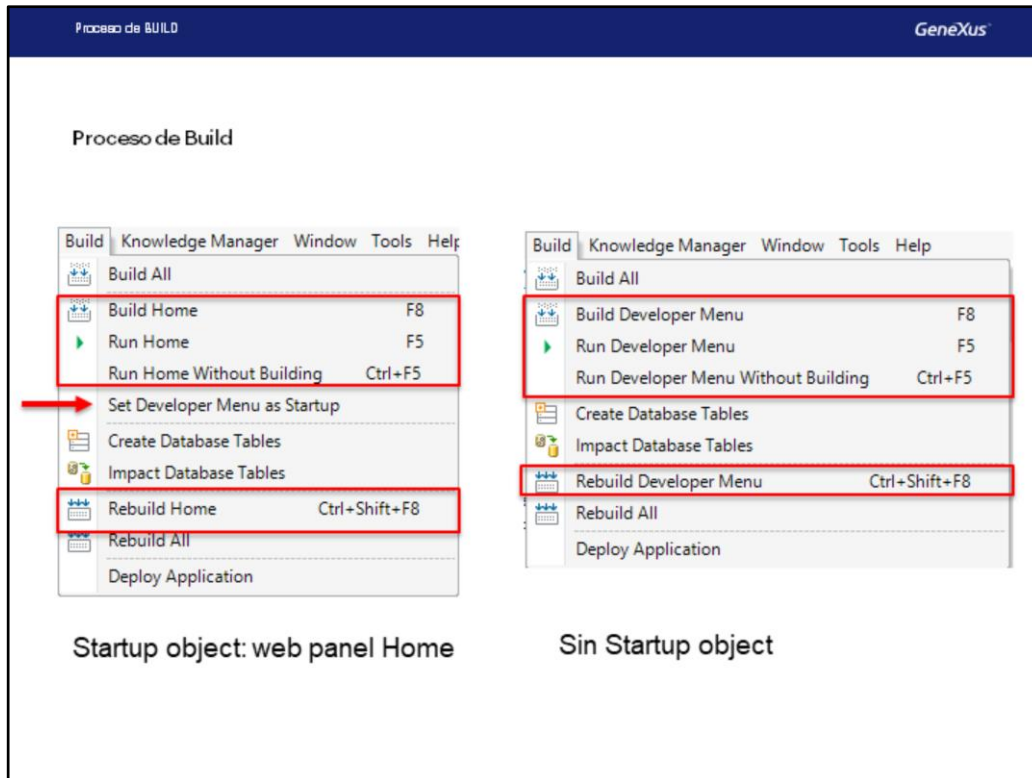 Proceso de BUILD
GeneXus
Proceso de Build
Build Knowledge Manager Window Tools Help
Build All
Build Home F8
Run Home F5
Run Home Without Building Ctrl+F5
Set Developer Menu as Startup
Create Database Tables
Impact Database Tables
Rebuild Home Ctrl+Shift+F8
Rebuild All
Deploy Application
Startup object: web panel Home
Build Knowledge Manager Window Tools Help
Build All
Build Developer Menu F8
Run Developer Menu F5
Run Developer Menu Without Building Ctrl+F5
Create Database Tables
Impact Database Tables
Rebuild Developer Menu Ctrl+Shift+F8
Rebuild All
Deploy Application
Sin Startup object